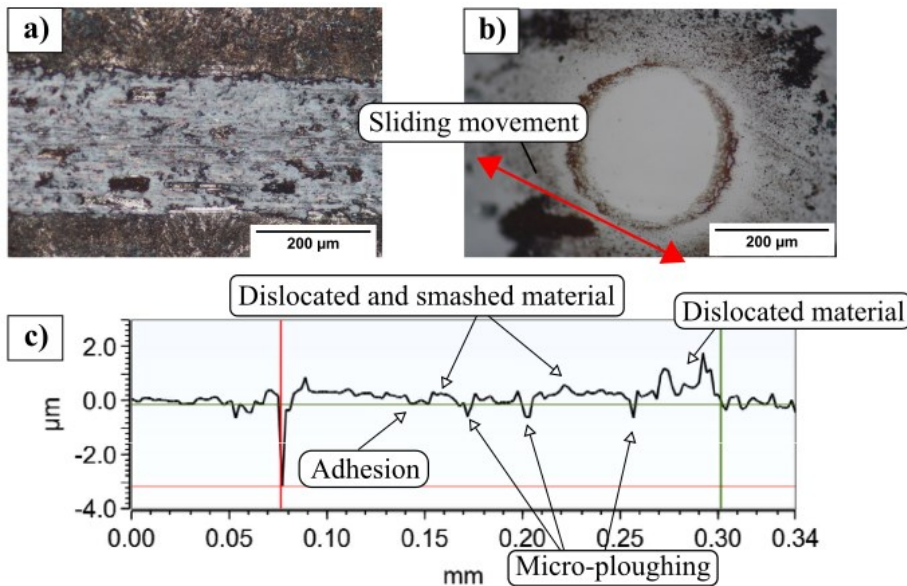 a)
b)
Sliding movement
200 µm
200 µm
Dislocated and smashed material
Dislocated material
c)
2.0
0.0
-2.0
-4.0
µm
Adhesion
Micro-ploughing
0.00
0.05
0.10
0.15
0.20
0.25
0.30
0.34
mm